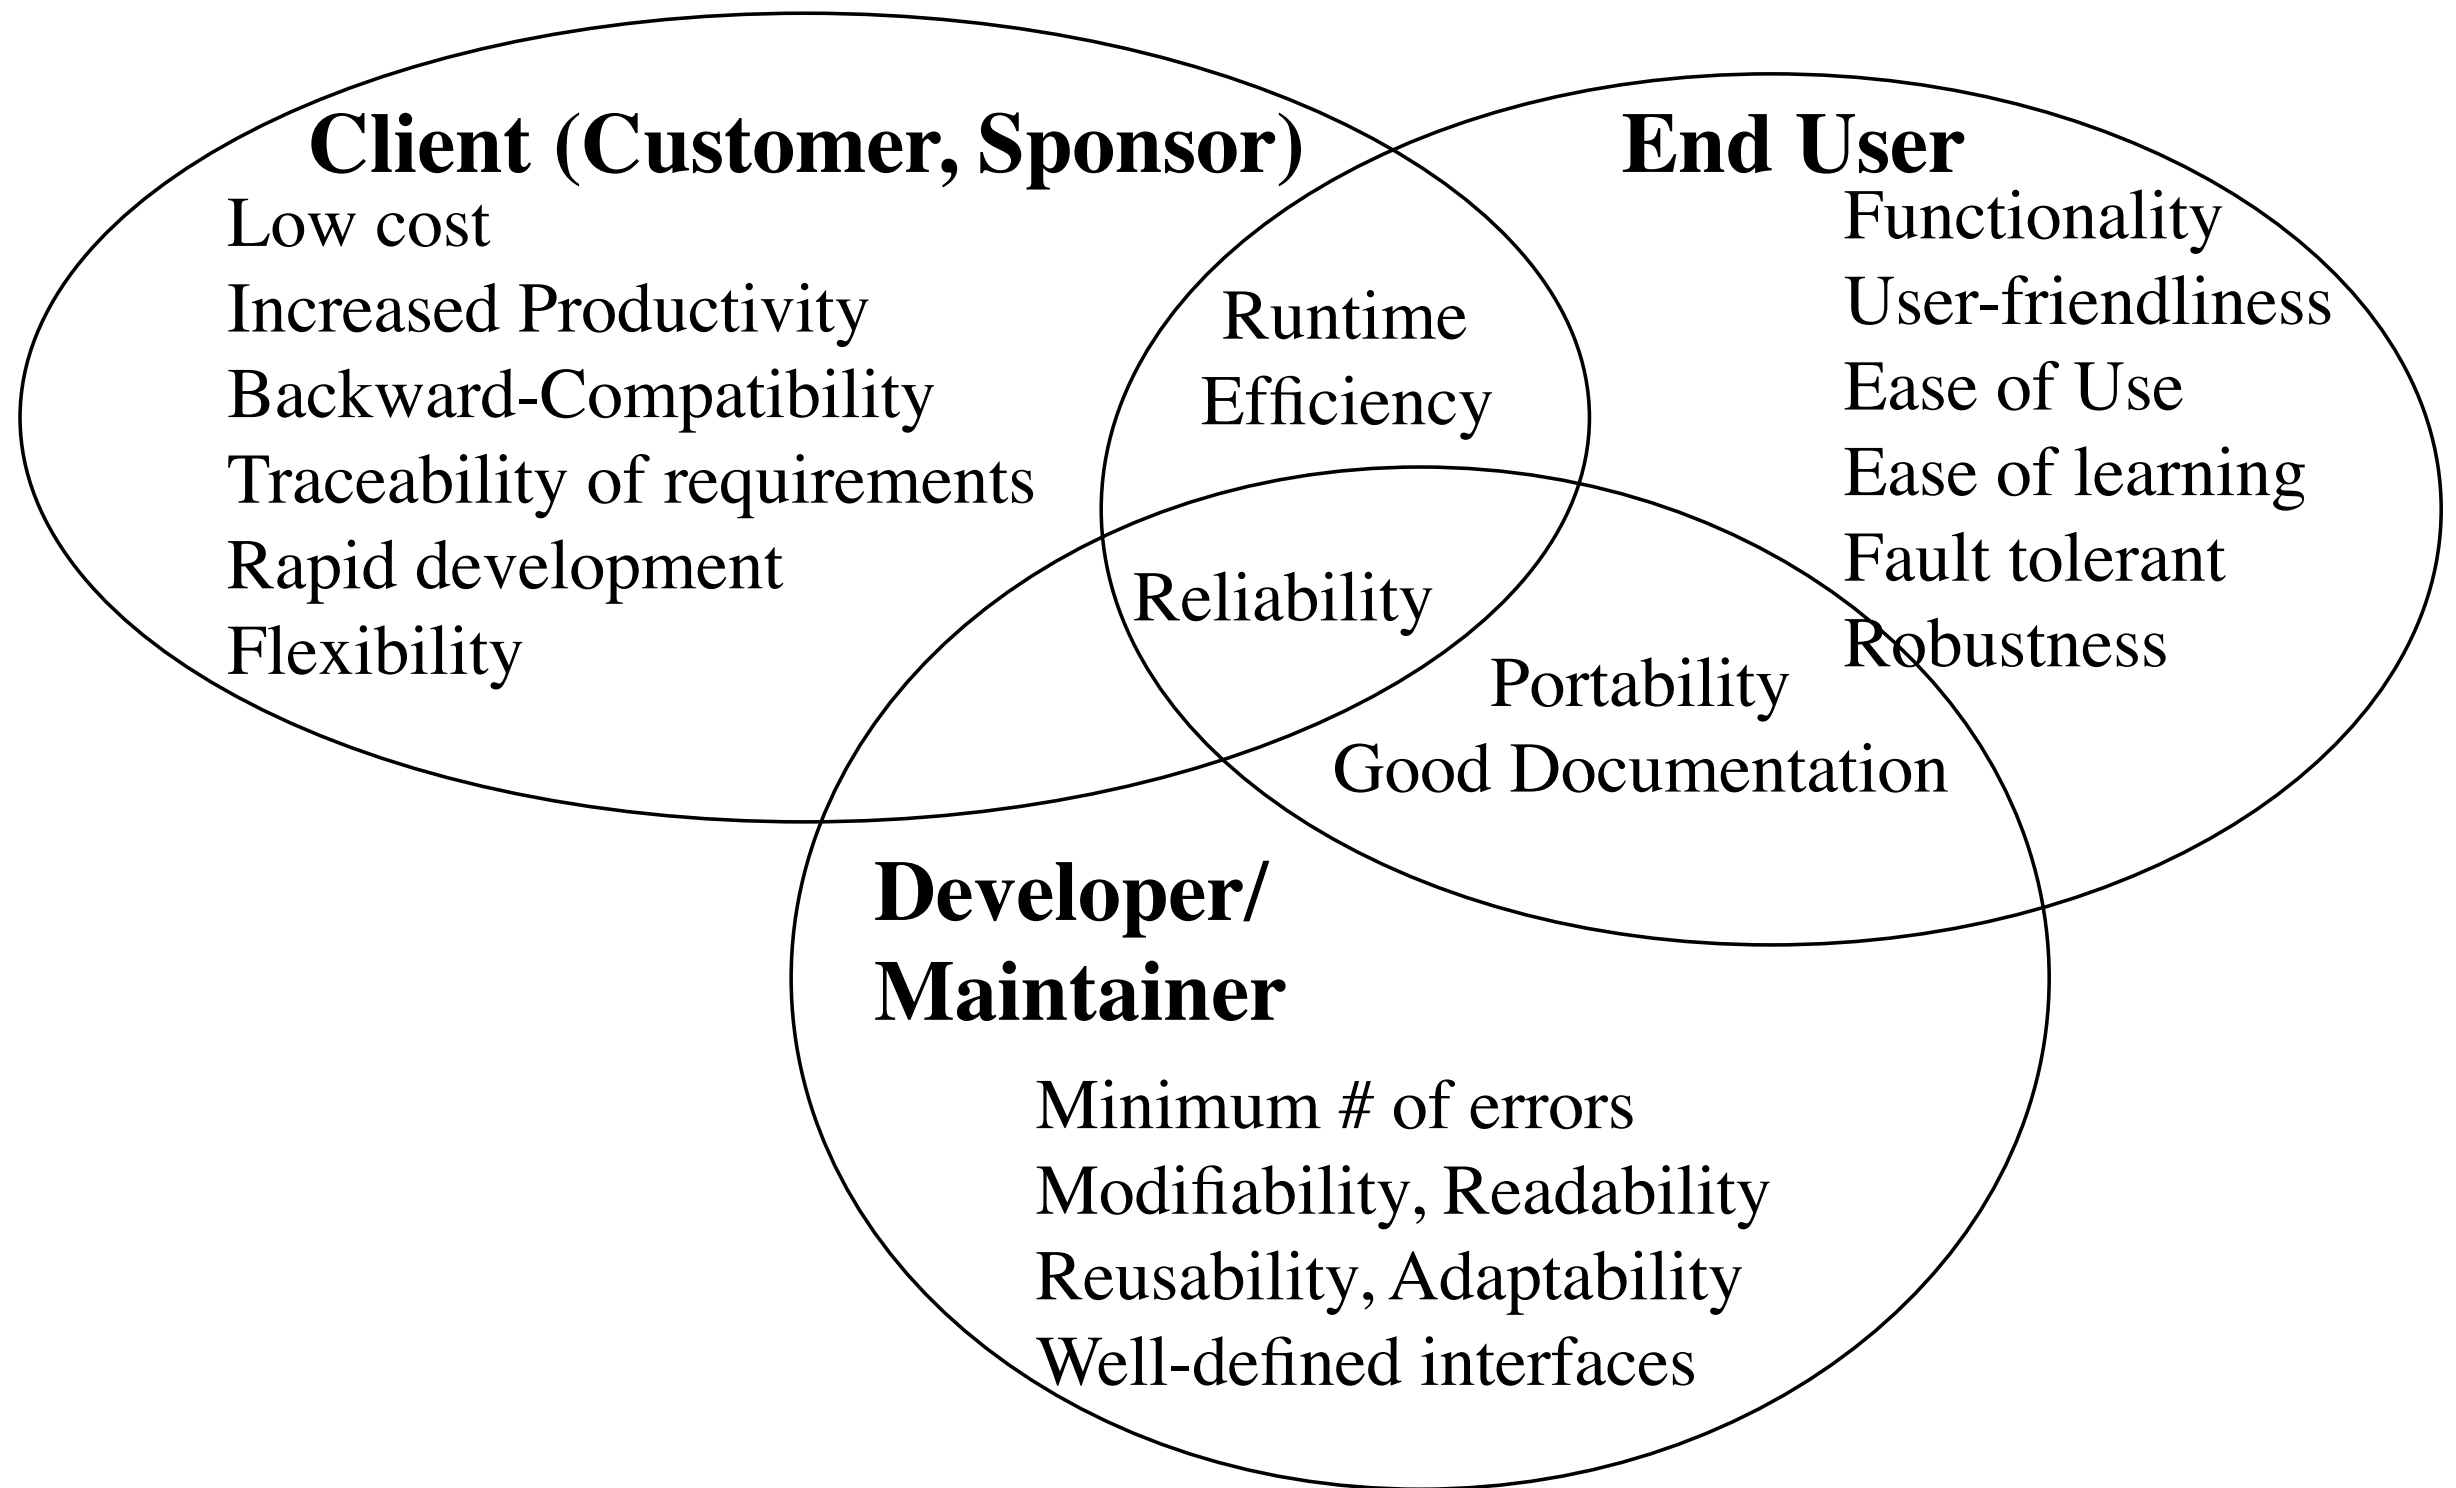 Client (Customer, Sponsor)
Low cost
Increased Productivity
Backward-Compatibility
Traceability of requirements
Rapid development
Flexibility
Runtime
Efficiency
End User
Functionality
User-friendliness
Ease of Use
Ease of learning
Fault tolerant
Robustness
Reliability
Portability
Good Documentation
Developer/
Maintainer
Minimum # of errors
Modifiability, Readability
Reusability, Adaptability
Well-defined interfaces